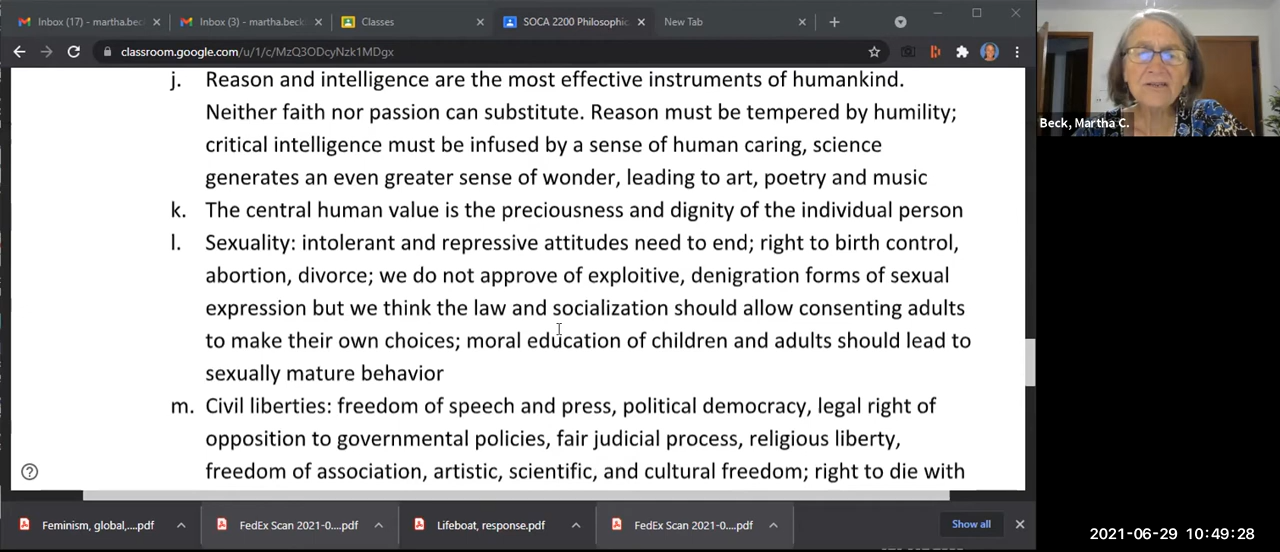 Inbox (17) - martha.beck
Inbox (3) - martha.beck
Classes
SOCA 2200 Philosophic
New Tab
classroom.google.com/u/1/c/MzQ3ODcyNzk1MDgx
j. Reason and intelligence are the most effective instruments of humankind.
Neither faith nor passion can substitute. Reason must be tempered by humility;
critical intelligence must be infused by a sense of human caring, science
generates an even greater sense of wonder, leading to art, poetry and music
k. The central human value is the preciousness and dignity of the individual person
l. Sexuality: intolerant and repressive attitudes need to end; right to birth control,
abortion, divorce; we do not approve of exploitive, denigration forms of sexual
expression but we think the law and socialization should allow consenting adults
to make their own choices; moral education of children and adults should lead to
sexually mature behavior
m. Civil liberties: freedom of speech and press, political democracy, legal right of
opposition to governmental policies, fair judicial process, religious liberty,
freedom of association, artistic, scientific, and cultural freedom; right to die with
Beck, Martha C.
Feminism, global,....pdf
FedEx Scan 2021-0....pdf
Lifeboat, response.pdf
FedEx Scan 2021-0....pdf
Show all
2021-06-29 10:49:28